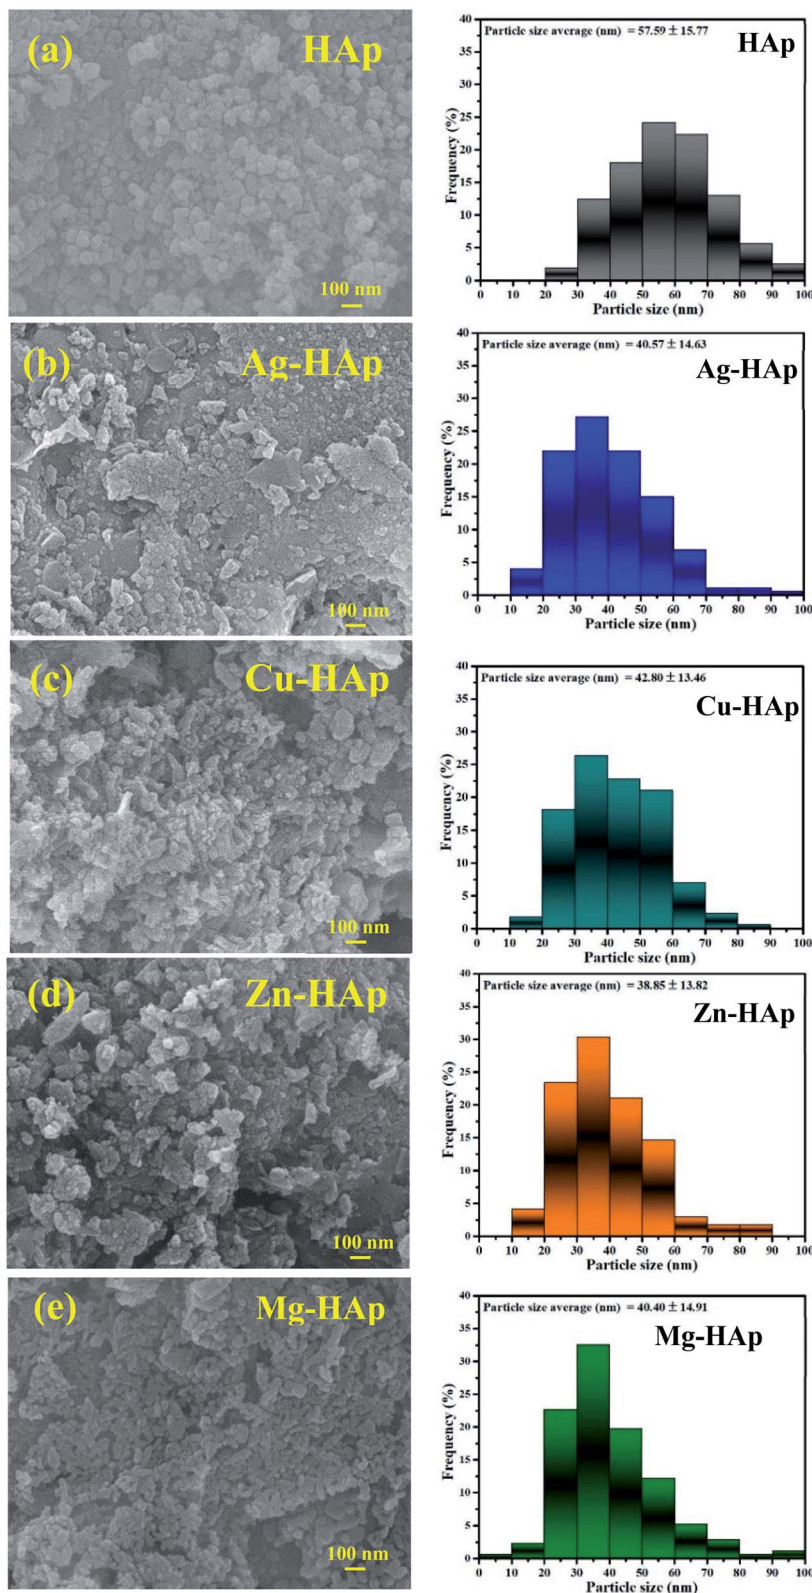 (a)
HAp
100 nm
Particle size average (nm) = 57.59 ± 15.77
HAp
Frequency (%)
40
35
30
25
20
15
10
5
0
0 10 20 30 40 50 60 70 80 90 100
Particle size (nm)
(b)
Ag-HAp
100 nm
Particle size average (nm) = 40.57 ± 14.63
Ag-HAp
Frequency (%)
40
35
30
25
20
15
10
5
0
0 10 20 30 40 50 60 70 80 90 100
Particle size (nm)
(c)
Cu-HAp
100 nm
Particle size average (nm) = 42.80 ± 13.46
Cu-HAp
Frequency (%)
40
35
30
25
20
15
10
5
0
0 10 20 30 40 50 60 70 80 90 100
Particle size (nm)
(d)
Zn-HAp
100 nm
Particle size average (nm) = 38.85 ± 13.82
Zn-HAp
Frequency (%)
40
35
30
25
20
15
10
5
0
0 10 20 30 40 50 60 70 80 90 100
Particle size (nm)
(e)
Mg-HAp
100 nm
Particle size average (nm) = 40.40 ± 14.91
Mg-HAp
Frequency (%)
40
35
30
25
20
15
10
5
0
0 10 20 30 40 50 60 70 80 90 100
Particle size (nm)